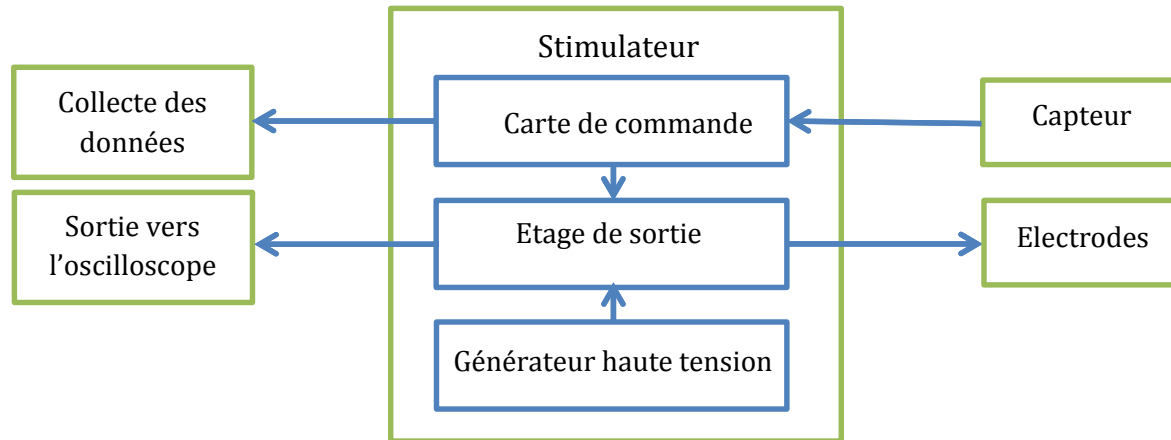 Stimulateur
Collecte des
données
Carte de commande
Capteur
Sortie vers
l'oscilloscope
Etage de sortie
Electrodes
Générateur haute tension